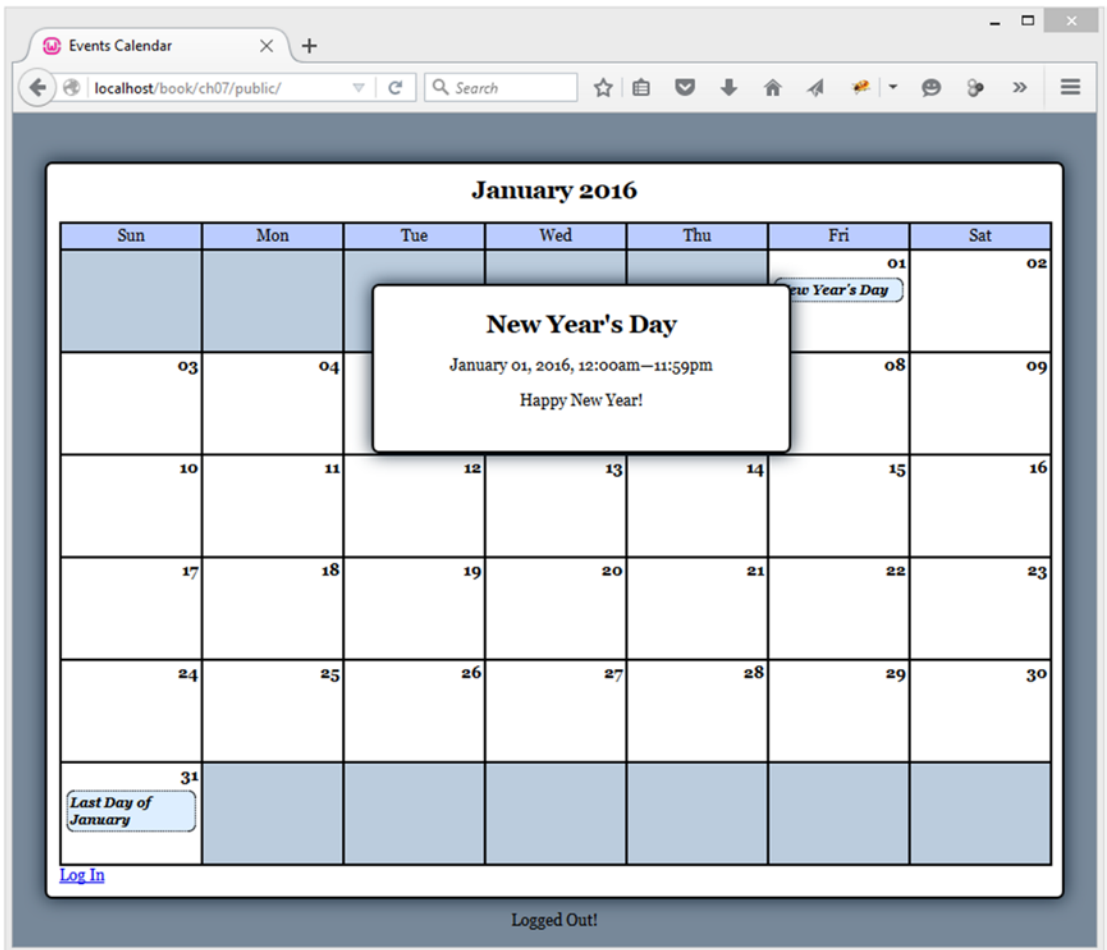 Events Calendar
localhost/book/ch07/public/
Search
January 2016
Sun Mon Tue Wed Thu Fri Sat
01 02
Year's Day
New Year's Day
January 01, 2016, 12:00am—11:59pm
Happy New Year!
03 04 08 09
10 11 12 13 14 15 16
17 18 19 20 21 22 23
24 25 26 27 28 29 30
31
Last Day of
January
Log In
Logged Out!